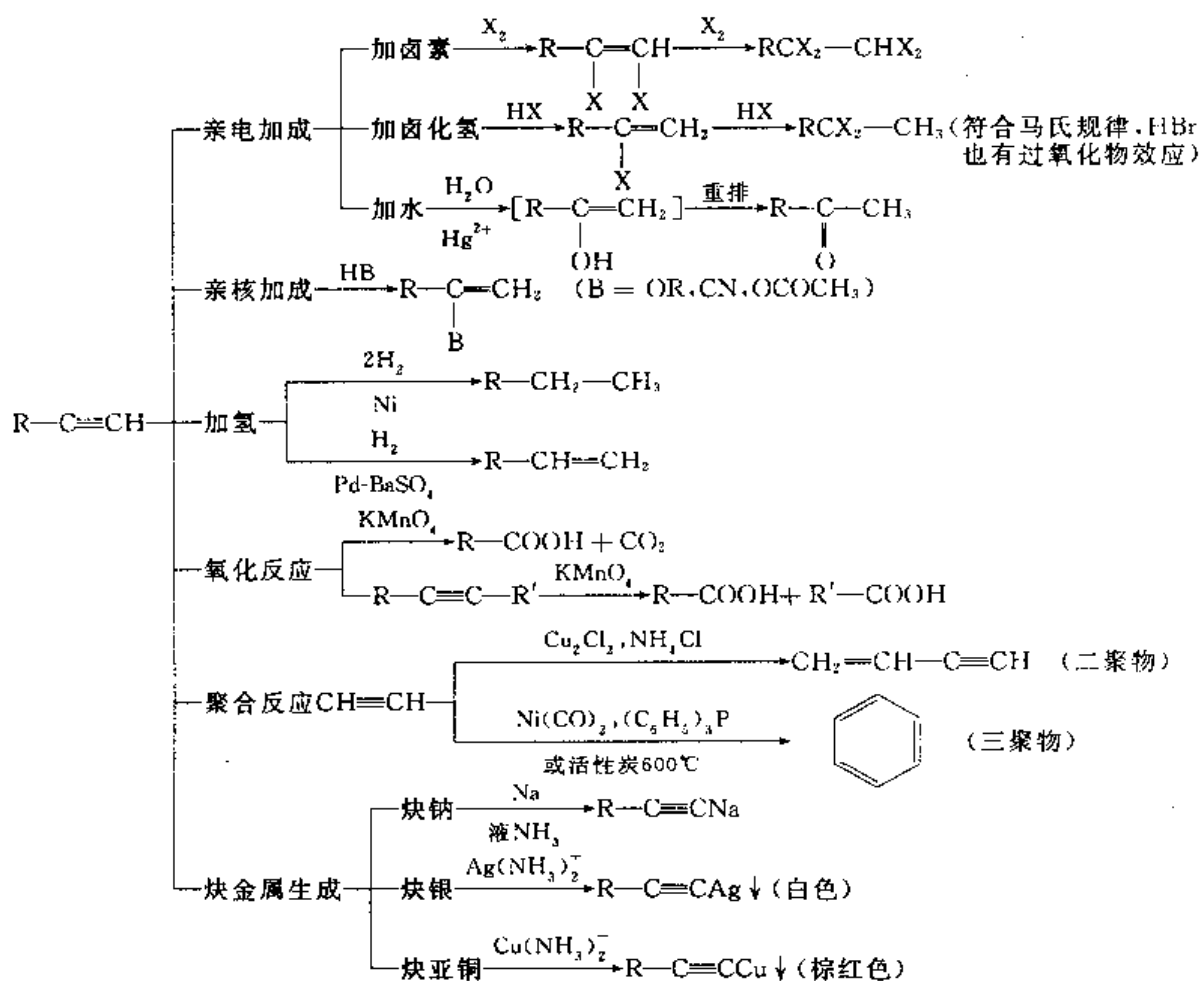 加卤素 X₂ R—C═CH X₂ RCX₂—CHX₂
X X
亲电加成 加卤化氢 HX R—C═CH₂ HX RCX₂—CH₃(符合马氏规律,HBr
X 也有过氧化物效应)
加水 H₂O Hg²⁺ [R—C═CH₂] 重排 R—C—CH₃
OH O
亲核加成 HB R—C═CH₂ (B = OR,CN,OCOCH₃)
B
2H₂ Ni R—CH₂—CH₃
R—C≡CH 加氢
H₂ Pd-BaSO₄ R—CH═CH₂
KMnO₄ R—COOH + CO₂
氧化反应
R—C≡C—R′ KMnO₄ R—COOH + R′—COOH
Cu₂Cl₂,NH₄Cl CH₂═CH—C≡CH (二聚物)
聚合反应CH≡CH
Ni(CO)₂,(C₆H₅)₃P 或活性炭600℃ (三聚物)
炔钠 Na 液NH₃ R—C≡CNa
炔金属生成 炔银 Ag(NH₃)₂⁺ R—C≡CAg↓(白色)
炔亚铜 Cu(NH₃)₂⁻ R—C≡CCu↓(棕红色)